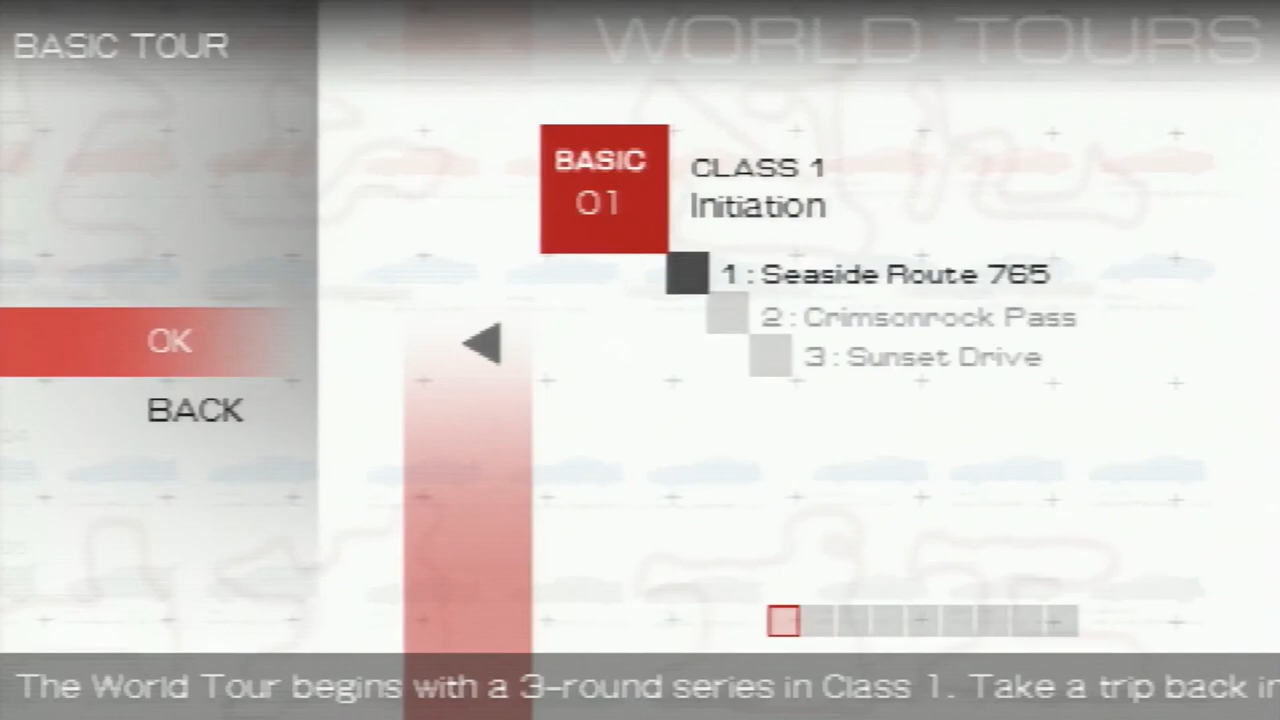 WORLD TOURS
BASIC TOUR
BASIC
01
CLASS 1
Initiation
1 : Seaside Route 765
2 : Crimsonrock Pass
3 : Sunset Drive
OK
BACK
The World Tour begins with a 3-round series in Class 1. Take a trip back in